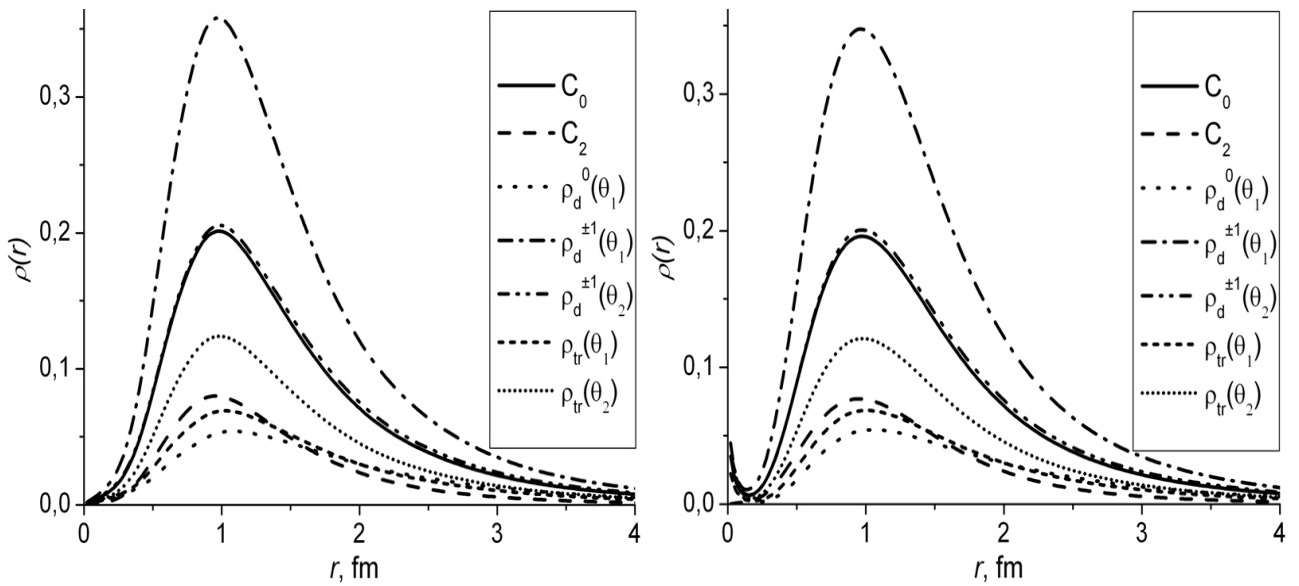 0,3
0,2
0,1
0,0
ρ(r)
0
1
2
3
4
r, fm
C₀
C₂
ρd⁰(θ₁)
ρd±¹(θ₁)
ρd±¹(θ₂)
ρtr(θ₁)
ρtr(θ₂)
0,3
0,2
0,1
0,0
ρ(r)
0
1
2
3
4
r, fm
C₀
C₂
ρd⁰(θ₁)
ρd±¹(θ₁)
ρd±¹(θ₂)
ρtr(θ₁)
ρtr(θ₂)